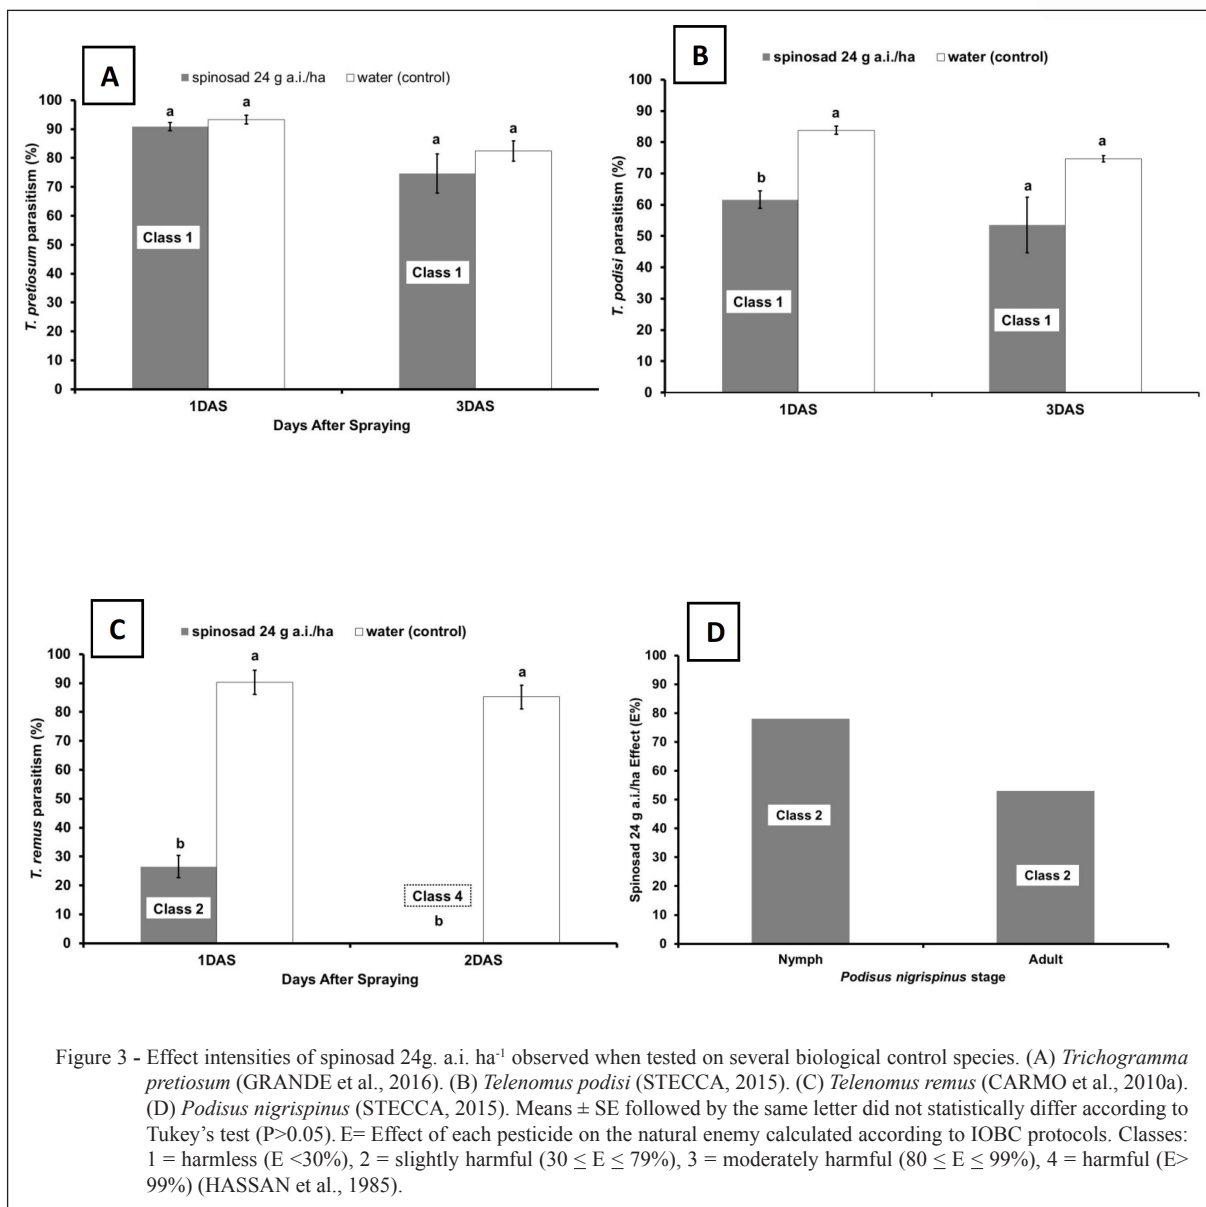 A
spinosad 24 g a.i./ha water (control)
T. pretiosum parasitism (%)
100
90
80
70
60
50
40
30
20
10
0
a
a
a
a
Class 1
Class 1
1DAS 3DAS
Days After Spraying
B
spinosad 24 g a.i./ha water (control)
T. podisi parasitism (%)
100
90
80
70
60
50
40
30
20
10
0
b
a
a
a
Class 1
Class 1
1DAS 3DAS
C
spinosad 24 g a.i./ha water (control)
T. remus parasitism (%)
100
90
80
70
60
50
40
30
20
10
0
b
a
a
Class 2
Class 4
b
1DAS 2DAS
Days After Spraying
D
Spinosad 24 g a.i./ha Effect (E%)
100
90
80
70
60
50
40
30
20
10
0
Class 2
Class 2
Nymph Adult
Podisus nigrispinus stage
Figure 3 - Effect intensities of spinosad 24g. a.i. ha-1 observed when tested on several biological control species. (A) Trichogramma
pretiosum (GRANDE et al., 2016). (B) Telenomus podisi (STECCA, 2015). (C) Telenomus remus (CARMO et al., 2010a).
(D) Podisus nigrispinus (STECCA, 2015). Means ± SE followed by the same letter did not statistically differ according to
Tukey's test (P>0.05). E= Effect of each pesticide on the natural enemy calculated according to IOBC protocols. Classes:
1 = harmless (E <30%), 2 = slightly harmful (30 ≤ E ≤ 79%), 3 = moderately harmful (80 ≤ E ≤ 99%), 4 = harmful (E>
99%) (HASSAN et al., 1985).